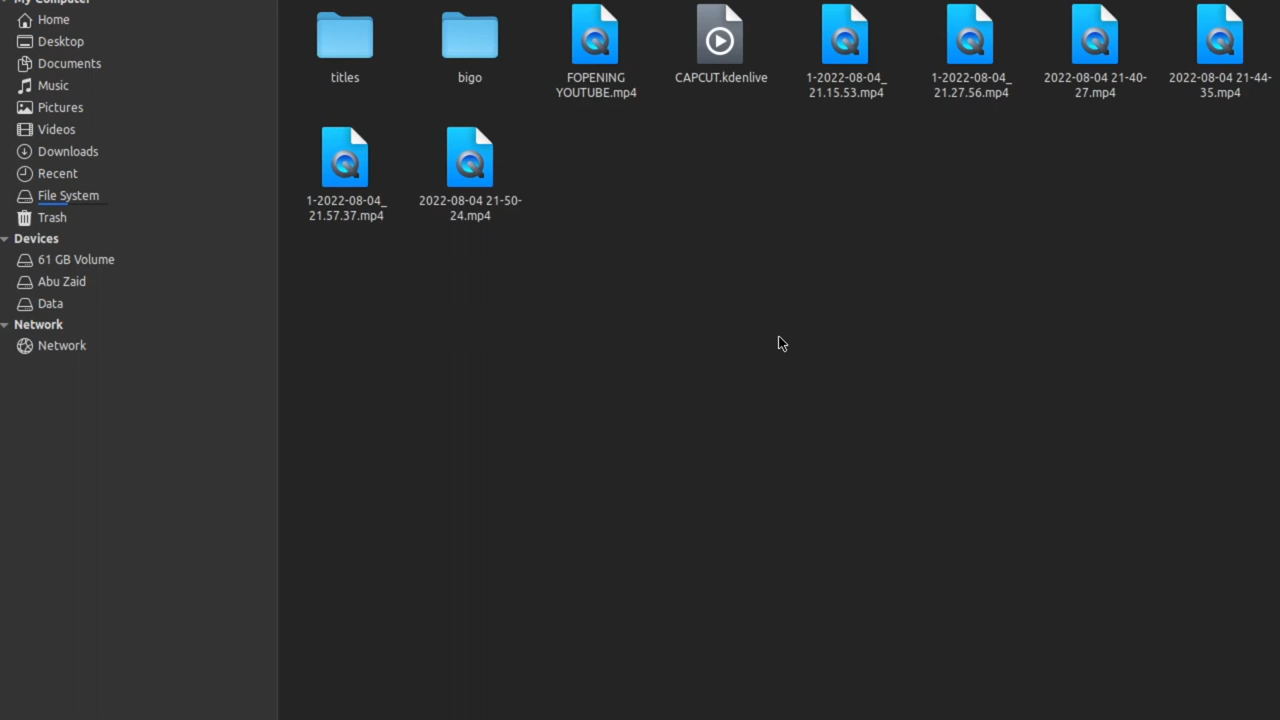 My Computer
Home
Desktop
Documents
Music
Pictures
Videos
Downloads
Recent
File System
Trash
Devices
61 GB Volume
Abu Zaid
Data
Network
Network
titles
bigo
FOPENING
YOUTUBE.mp4
CAPCUT.kdenlive
1-2022-08-04_
21.15.53.mp4
1-2022-08-04_
21.27.56.mp4
2022-08-04 21-40-
27.mp4
2022-08-04 21-44-
35.mp4
1-2022-08-04_
21.57.37.mp4
2022-08-04 21-50-
24.mp4